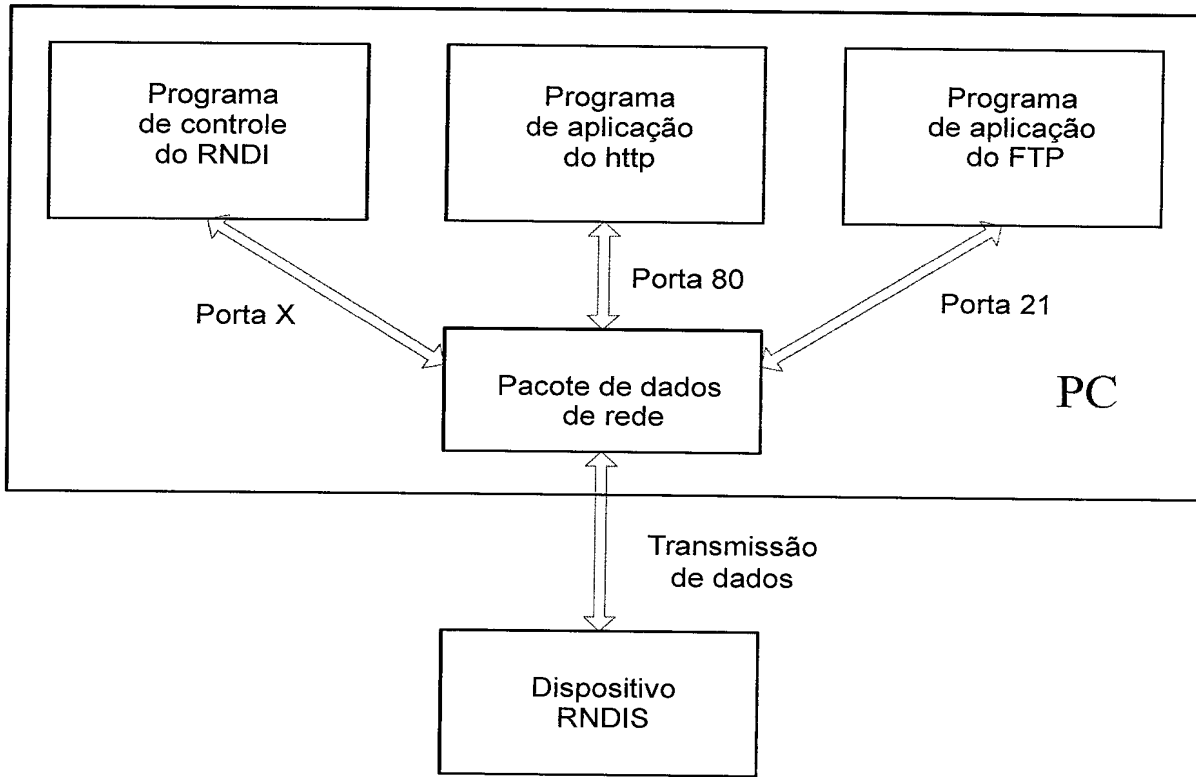 Programa
de controle
do RNDI
Programa
de aplicação
do http
Programa
de aplicação
do FTP
Porta X
Porta 80
Porta 21
Pacote de dados
de rede
PC
Transmissão
de dados
Dispositivo
RNDIS